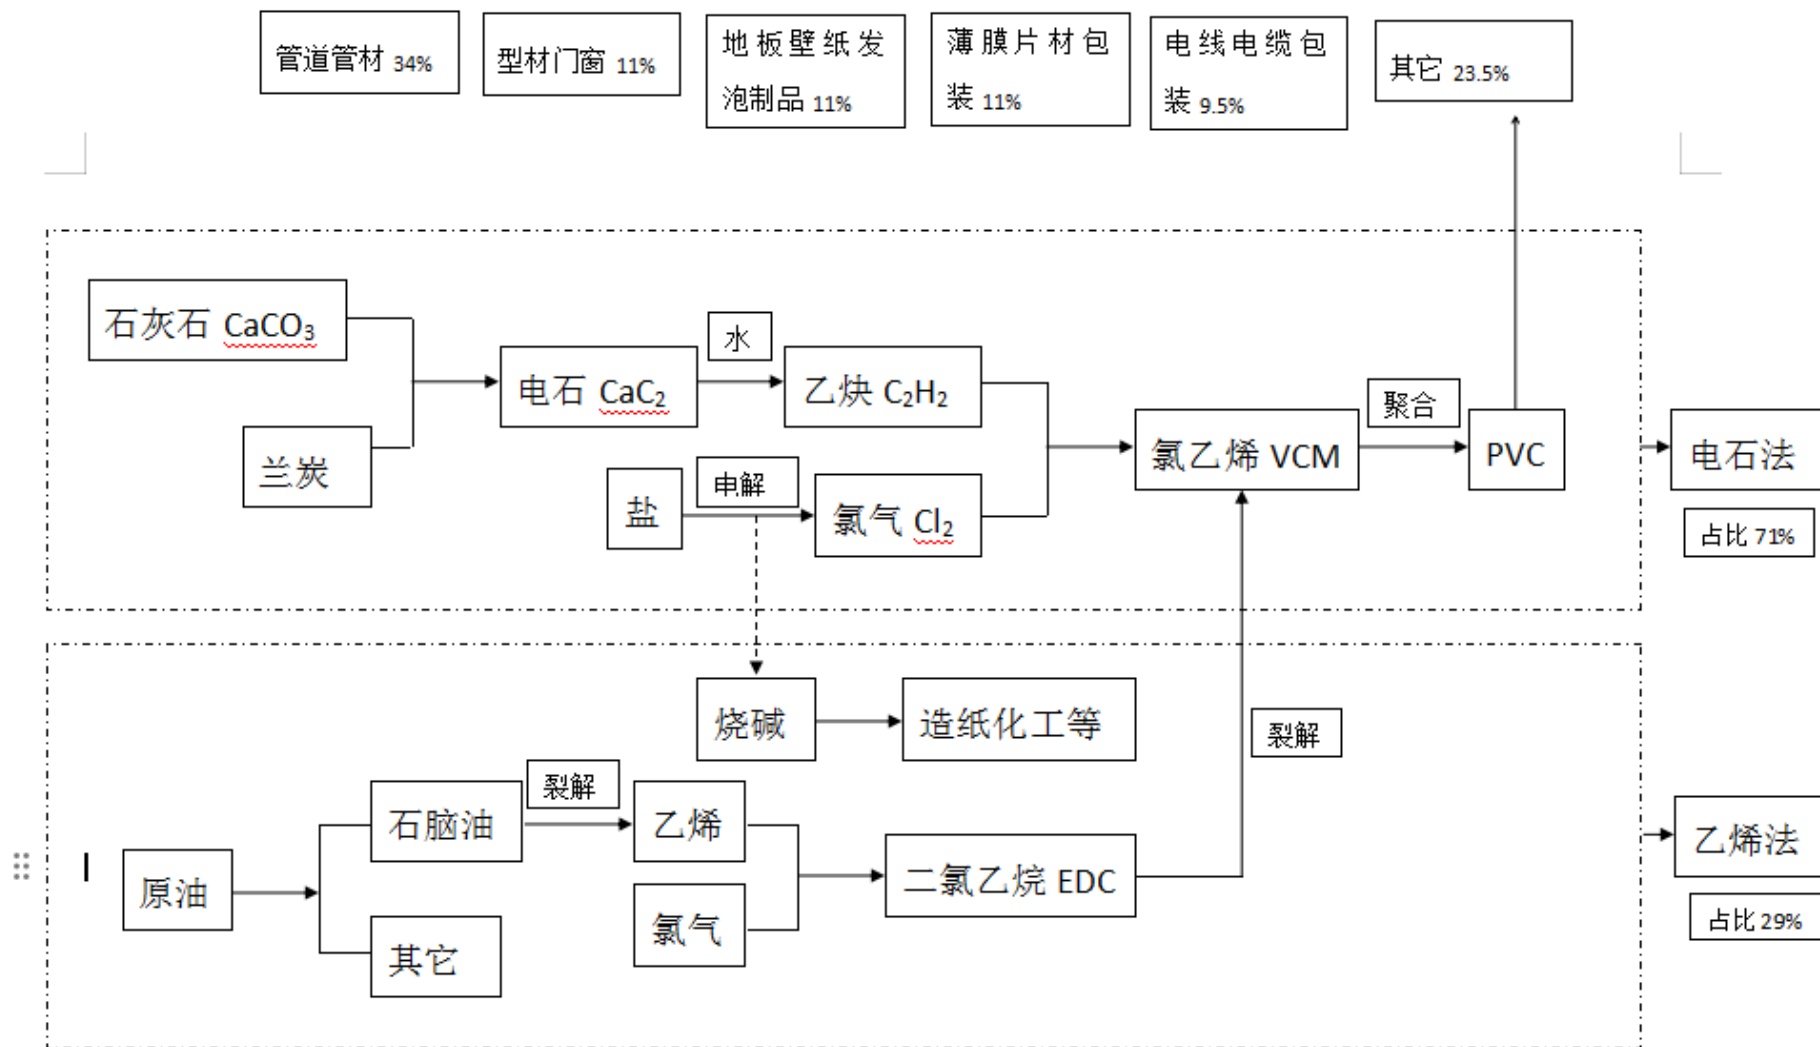 管道管材 34%
型材门窗 11%
地板壁纸发
泡制品 11%
薄膜片材包
装 11%
电线电缆包
装 9.5%
其它 23.5%
石灰石 CaCO₃
兰炭
电石 CaC₂
水
乙炔 C₂H₂
盐
电解
氯气 Cl₂
氯乙烯 VCM
聚合
PVC
电石法
占比 71%
烧碱
造纸化工等
裂解
原油
石脑油
其它
裂解
乙烯
氯气
二氯乙烷 EDC
乙烯法
占比 29%